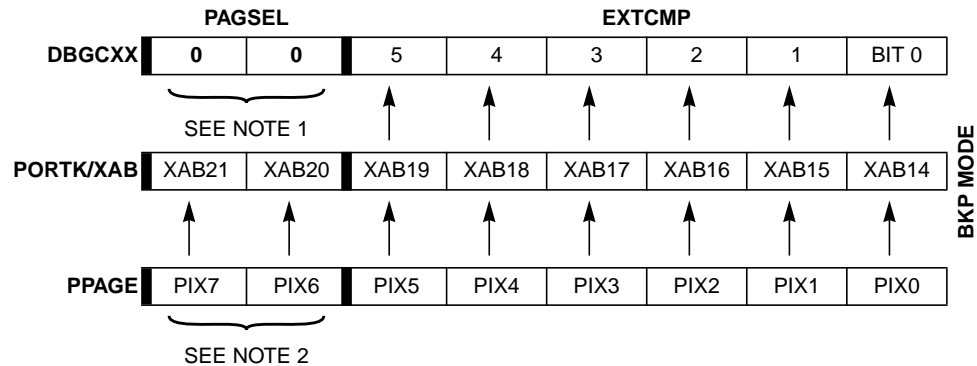 PAGSEL EXTCMP
DBGCXX 0 0 5 4 3 2 1 BIT 0
SEE NOTE 1
PORTK/XAB XAB21 XAB20 XAB19 XAB18 XAB17 XAB16 XAB15 XAB14
PPAGE PIX7 PIX6 PIX5 PIX4 PIX3 PIX2 PIX1 PIX0
SEE NOTE 2
BKP MODE